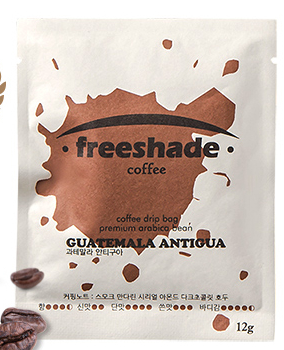 freeshade
coffee
coffee drip bag
premium arabica bean
GUATEMALA ANTIGUA
과테말라 안티구아
커핑노트 : 스모크 만다린 시리얼 아몬드 다크초콜릿 호두
향 신맛 단맛 쓴맛 바디감
12g